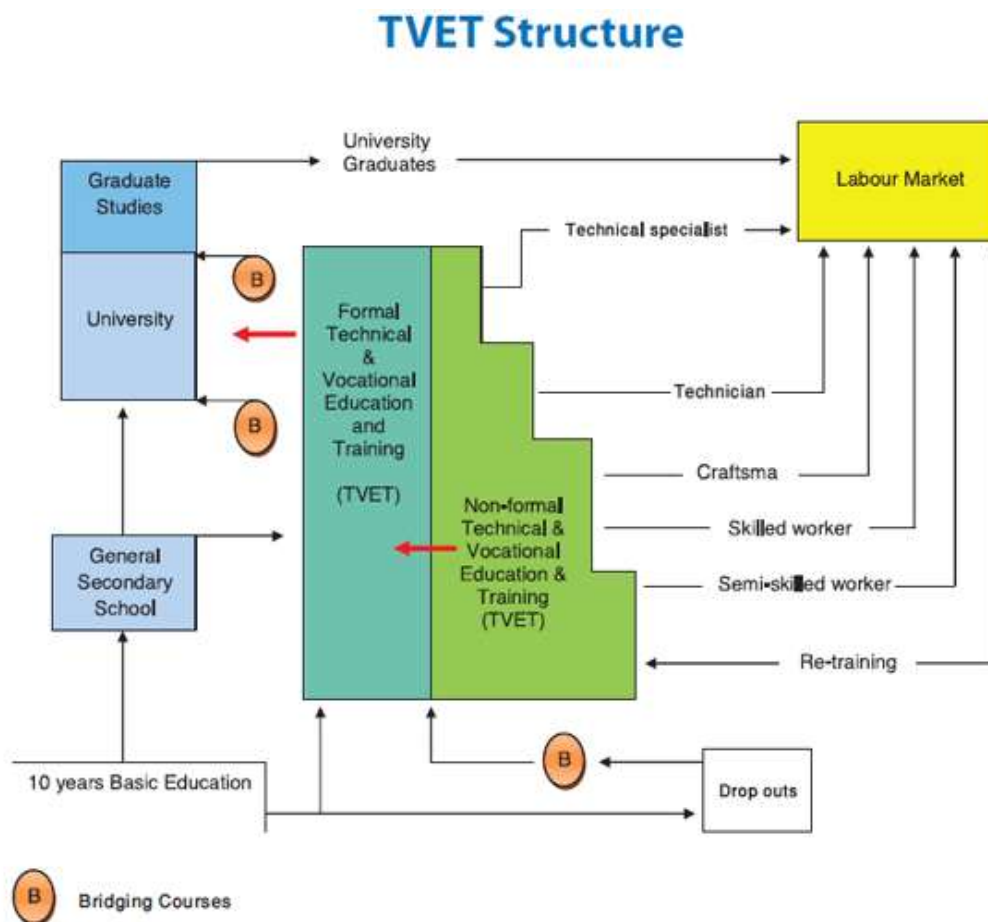 TVET Structure
University
Graduates
Labour Market
Graduate
Studies
Technical specialist
B
University
Formal
Technical
&
Vocational
Education
and
Training
(TVET)
Technician
B
Craftsma
Non-formal
Technical &
Vocational
Education &
Training
(TVET)
Skilled worker
General
Secondary
School
Semi-skilled worker
Re-training
B
10 years Basic Education
Drop outs
B
Bridging Courses